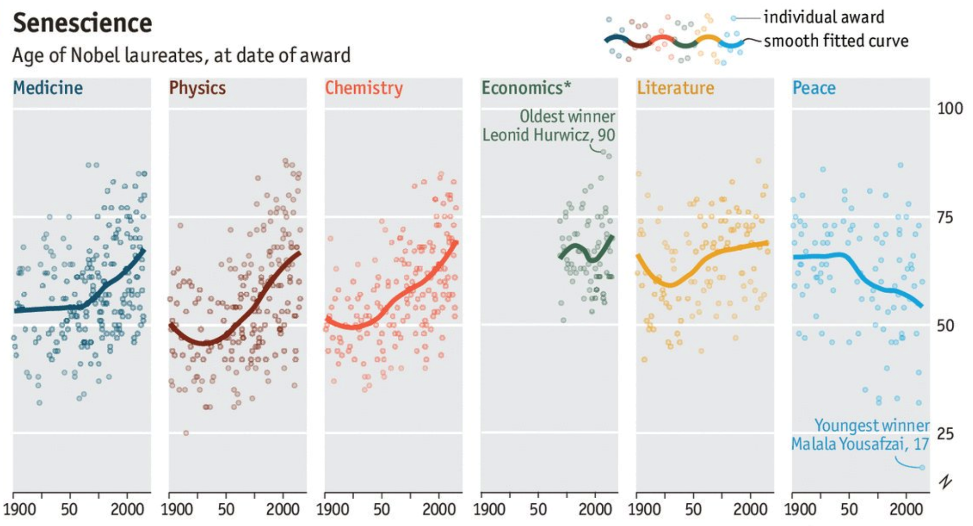 Senescience
Age of Nobel laureates, at date of award
individual award
smooth fitted curve
Medicine
Physics
Chemistry
Economics*
Literature
Peace
100
75
50
25
Oldest winner
Leonid Hurwicz, 90
Youngest winner
Malala Yousafzai, 17
1900 50 2000
1900 50 2000
1900 50 2000
1900 50 2000
1900 50 2000
1900 50 2000